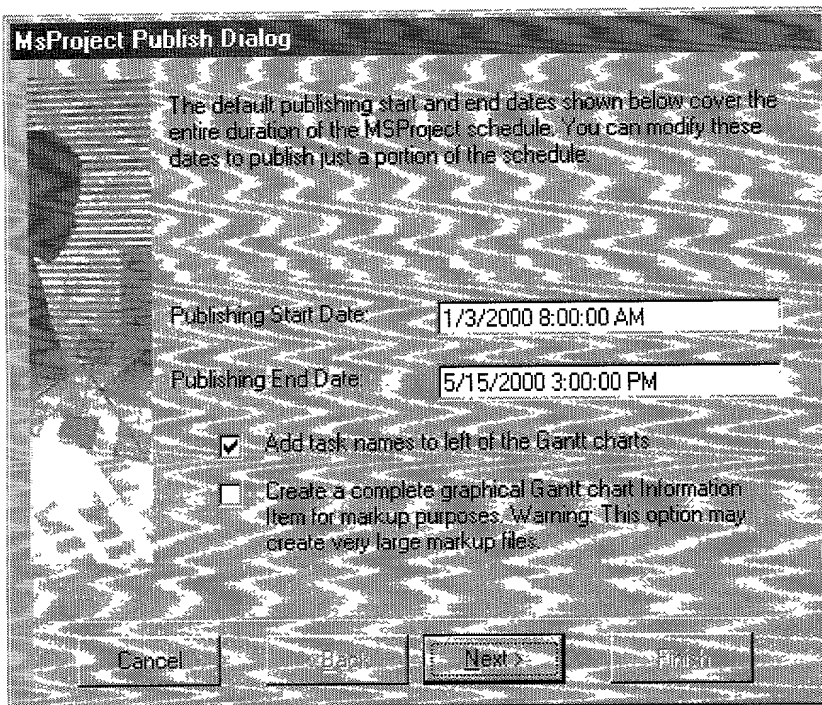 MsProject Publish Dialog
The default publishing start and end dates shown below cover the
entire duration of the MSProject schedule. You can modify these
dates to publish just a portion of the schedule.
Publishing Start Date:
1/3/2000 8:00:00 AM
Publishing End Date:
5/15/2000 3:00:00 PM
Add task names to left of the Gantt charts
Create a complete graphical Gantt chart Information
Item for markup purposes. Warning: This option may
create very large markup files.
Cancel
< Back
Next >
Finish